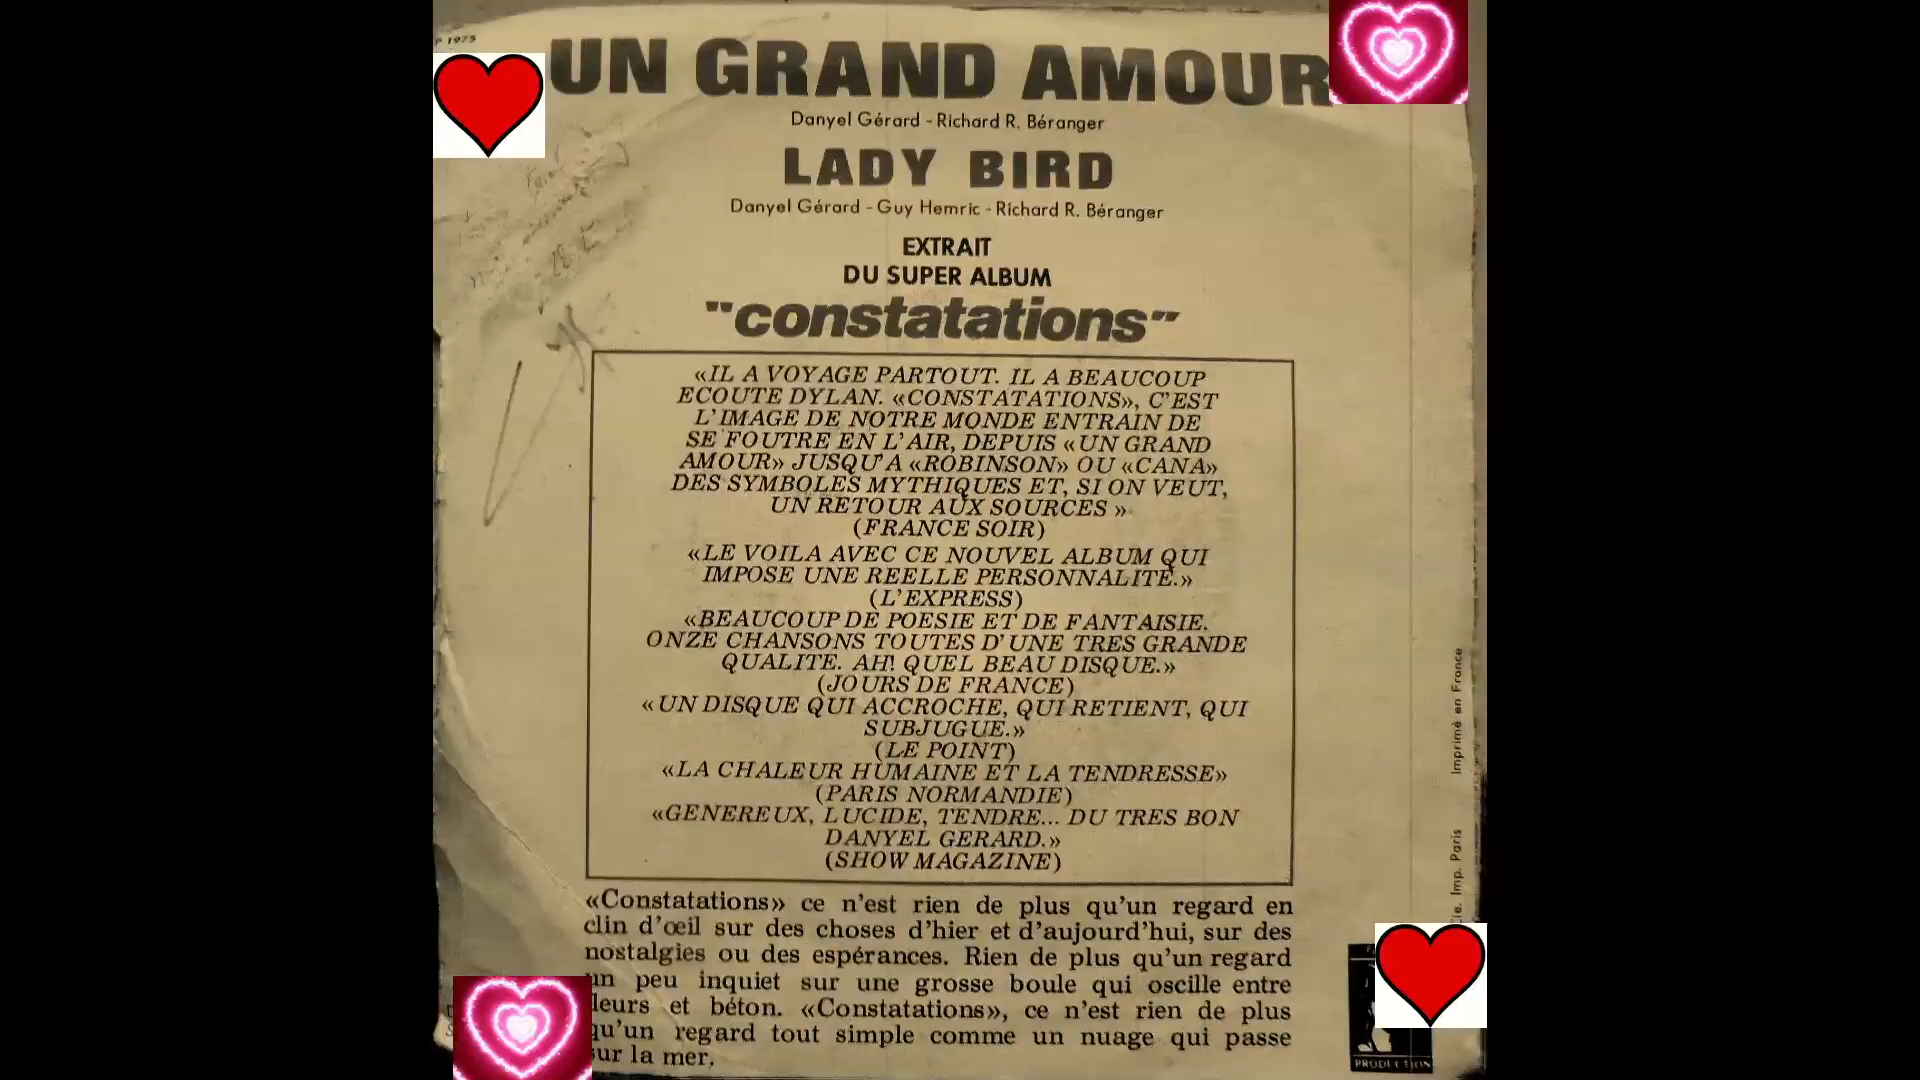 P 1975
UN GRAND AMOUR
Danyel Gérard - Richard R. Béranger
LADY BIRD
Danyel Gérard - Guy Hemric - Richard R. Béranger
EXTRAIT
DU SUPER ALBUM
"constatations"
«IL A VOYAGE PARTOUT. IL A BEAUCOUP
ECOUTE DYLAN. «CONSTATATIONS», C'EST
L'IMAGE DE NOTRE MONDE ENTRAIN DE
SE FOUTRE EN L'AIR, DEPUIS «UN GRAND
AMOUR» JUSQU'A «ROBINSON» OU «CANA»
DES SYMBOLES MYTHIQUES ET, SI ON VEUT,
UN RETOUR AUX SOURCES »
(FRANCE SOIR)
«LE VOILA AVEC CE NOUVEL ALBUM QUI
IMPOSE UNE REELLE PERSONNALITE.»
(L'EXPRESS)
«BEAUCOUP DE POESIE ET DE FANTAISIE.
ONZE CHANSONS TOUTES D'UNE TRES GRANDE
QUALITE. AH! QUEL BEAU DISQUE.»
(JOURS DE FRANCE)
«UN DISQUE QUI ACCROCHE, QUI RETIENT, QUI
SUBJUGUE.»
(LE POINT)
«LA CHALEUR HUMAINE ET LA TENDRESSE»
(PARIS NORMANDIE)
«GENEREUX, LUCIDE, TENDRE... DU TRES BON
DANYEL GERARD.»
(SHOW MAGAZINE)
«Constatations» ce n'est rien de plus qu'un regard en
clin d'œil sur des choses d'hier et d'aujourd'hui, sur des
nostalgies ou des espérances. Rien de plus qu'un regard
un peu inquiet sur une grosse boule qui oscille entre
fleurs et béton. «Constatations», ce n'est rien de plus
qu'un regard tout simple comme un nuage qui passe
sur la mer.
Imp. Paris Imprimé en France
PRODUCTION